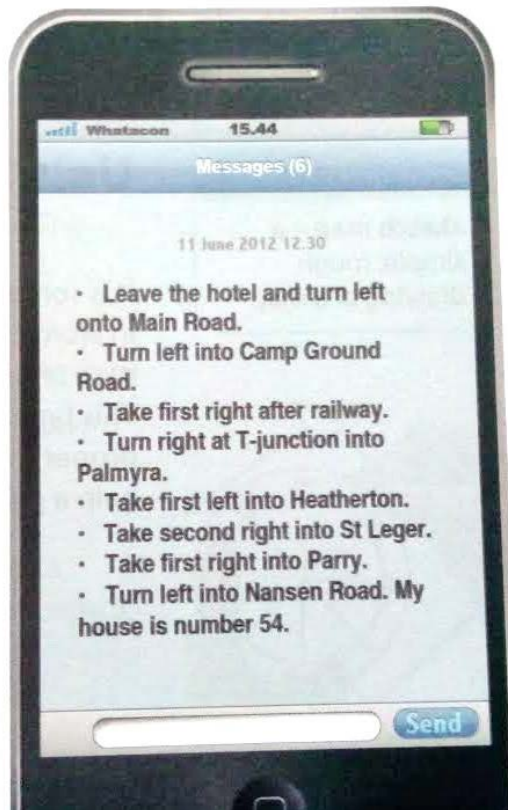 Whatacon 15.44
Messages (6)
11 June 2012 12.30
· Leave the hotel and turn left
onto Main Road.
· Turn left into Camp Ground
Road.
· Take first right after railway.
· Turn right at T-junction into
Palmyra.
· Take first left into Heatherton.
· Take second right into St Leger.
· Take first right into Parry.
· Turn left into Nansen Road. My
house is number 54.
Send